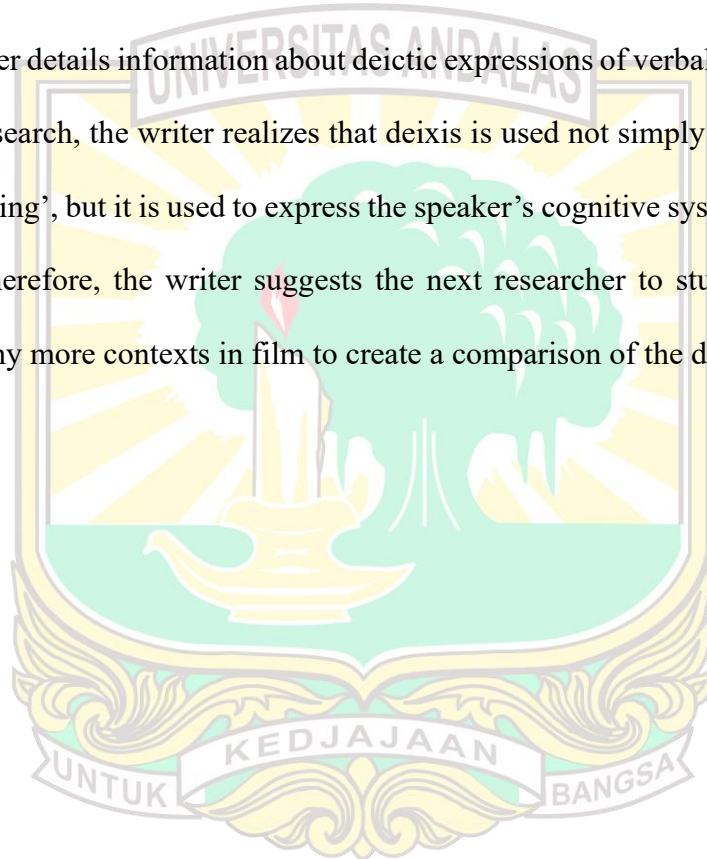 UNIVERSITAS ANDALAS
er details information about deictic expressions of verbal
search, the writer realizes that deixis is used not simply
ing’, but it is used to express the speaker’s cognitive sys
herefore, the writer suggests the next researcher to stu
ny more contexts in film to create a comparison of the d
UNTUK KEDJAJAAN BANGSA